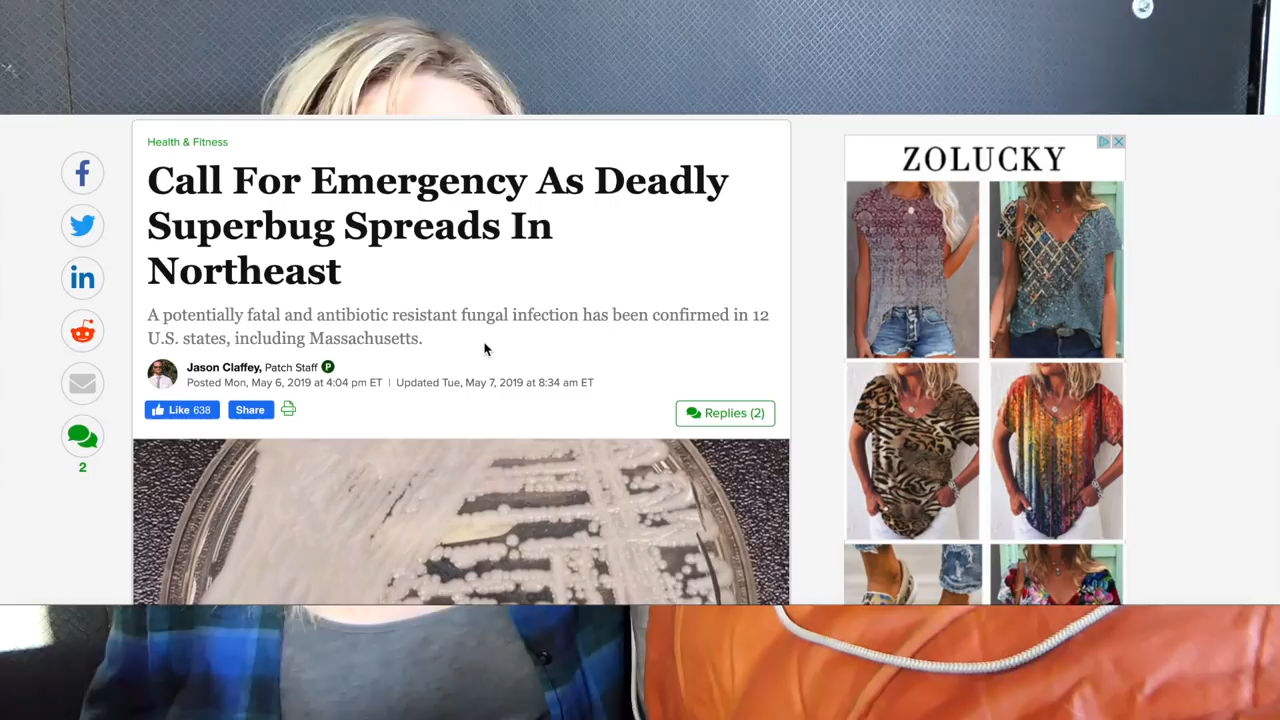 Health & Fitness
Call For Emergency As Deadly
Superbug Spreads In
Northeast
A potentially fatal and antibiotic resistant fungal infection has been confirmed in 12
U.S. states, including Massachusetts.
Jason Claffey, Patch Staff P
Posted Mon, May 6, 2019 at 4:04 pm ET | Updated Tue, May 7, 2019 at 8:34 am ET
Like 638 Share
Replies (2)
2
ZOLUCKY